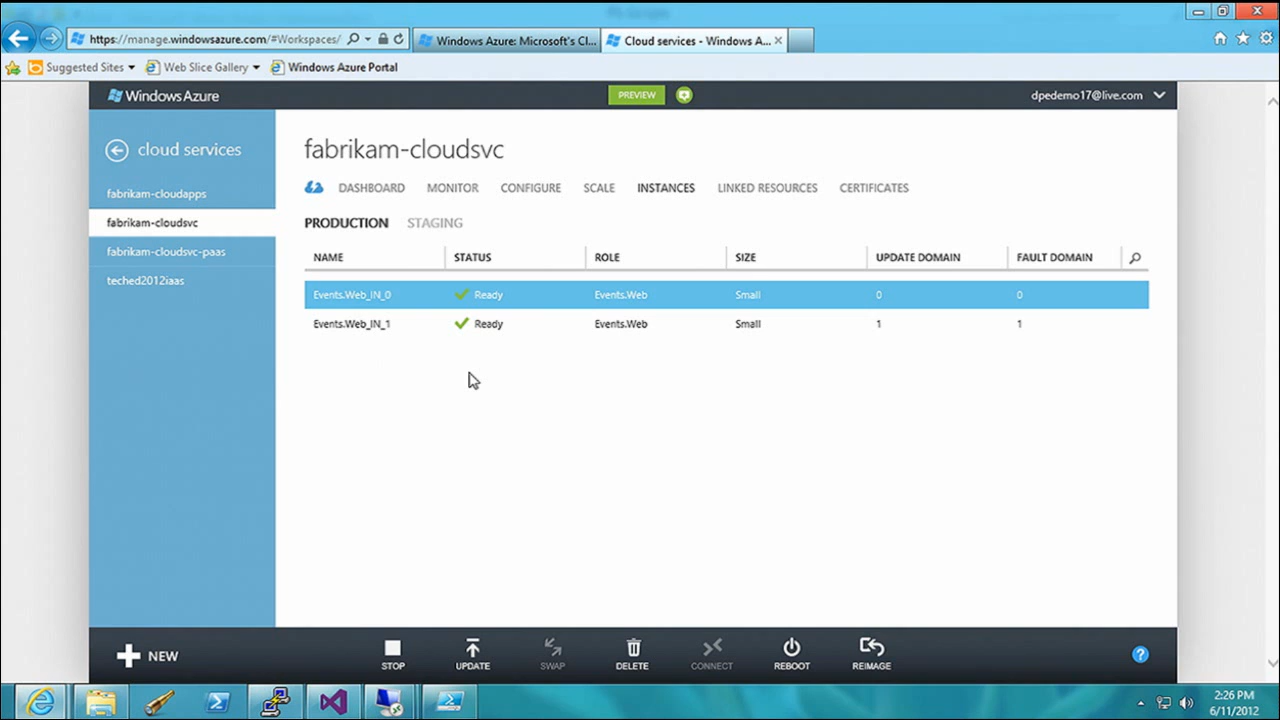 https://manage.windowsazure.com/#Workspaces/
Windows Azure: Microsoft's Cl...
Cloud services - Windows A...
Suggested Sites
Web Slice Gallery
Windows Azure Portal
Windows Azure
PREVIEW
dpedemo17@live.com
cloud services
fabrikam-cloudapps
fabrikam-cloudsvc
fabrikam-cloudsvc-paas
teched2012iaas
fabrikam-cloudsvc
DASHBOARD MONITOR CONFIGURE SCALE INSTANCES LINKED RESOURCES CERTIFICATES
PRODUCTION STAGING
NAME STATUS ROLE SIZE UPDATE DOMAIN FAULT DOMAIN
Events.Web_IN_0 Ready Events.Web Small 0 0
Events.Web_IN_1 Ready Events.Web Small 1 1
NEW
STOP UPDATE SWAP DELETE CONNECT REBOOT REIMAGE
?
2:26 PM
6/11/2012